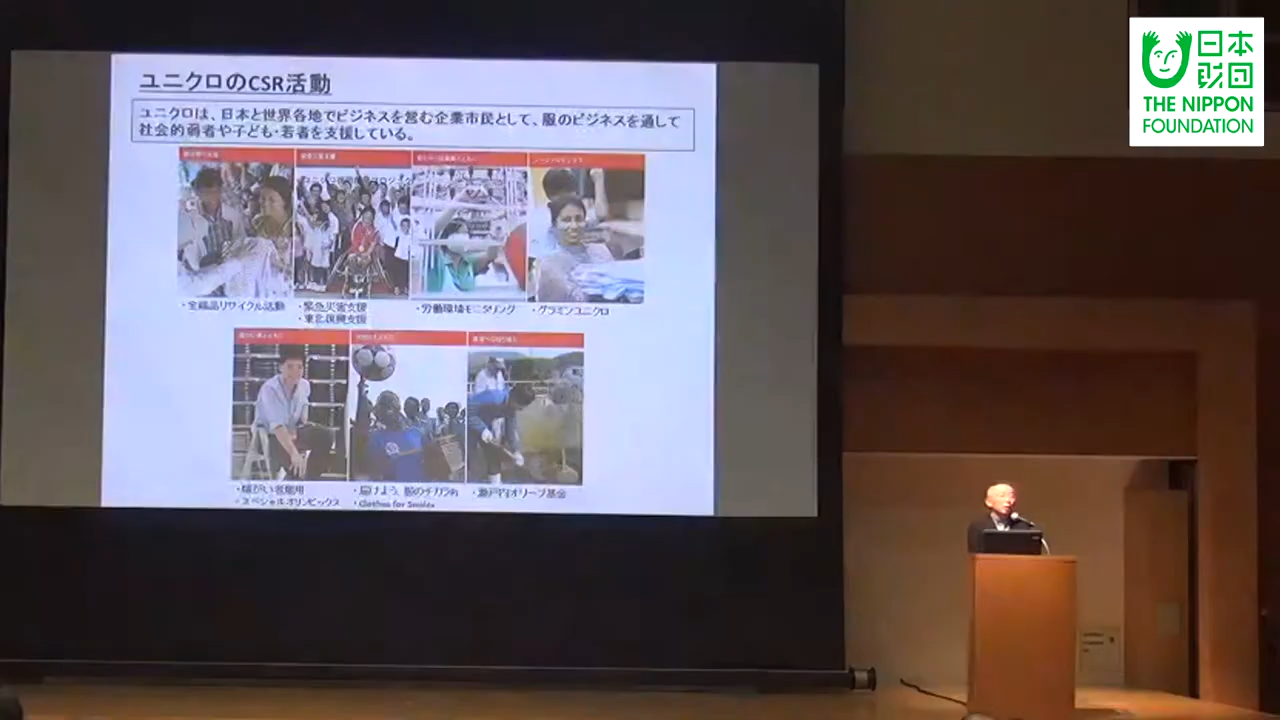 ユニクロのCSR活動
ユニクロは、日本と世界各地でビジネスを営む企業市民として、服のビジネスを通して
社会的弱者や子ども・若者を支援している。
・全商品リサイクル活動
・緊急災害支援
・東北復興支援
・労働環境モニタリング
・グラミンユニクロ
・障がい者雇用
・スペシャルオリンピックス
・届けよう、服のチカラ
・Clothes for Smiles
・瀬戸内オリーブ基金
日本
財団
THE NIPPON
FOUNDATION